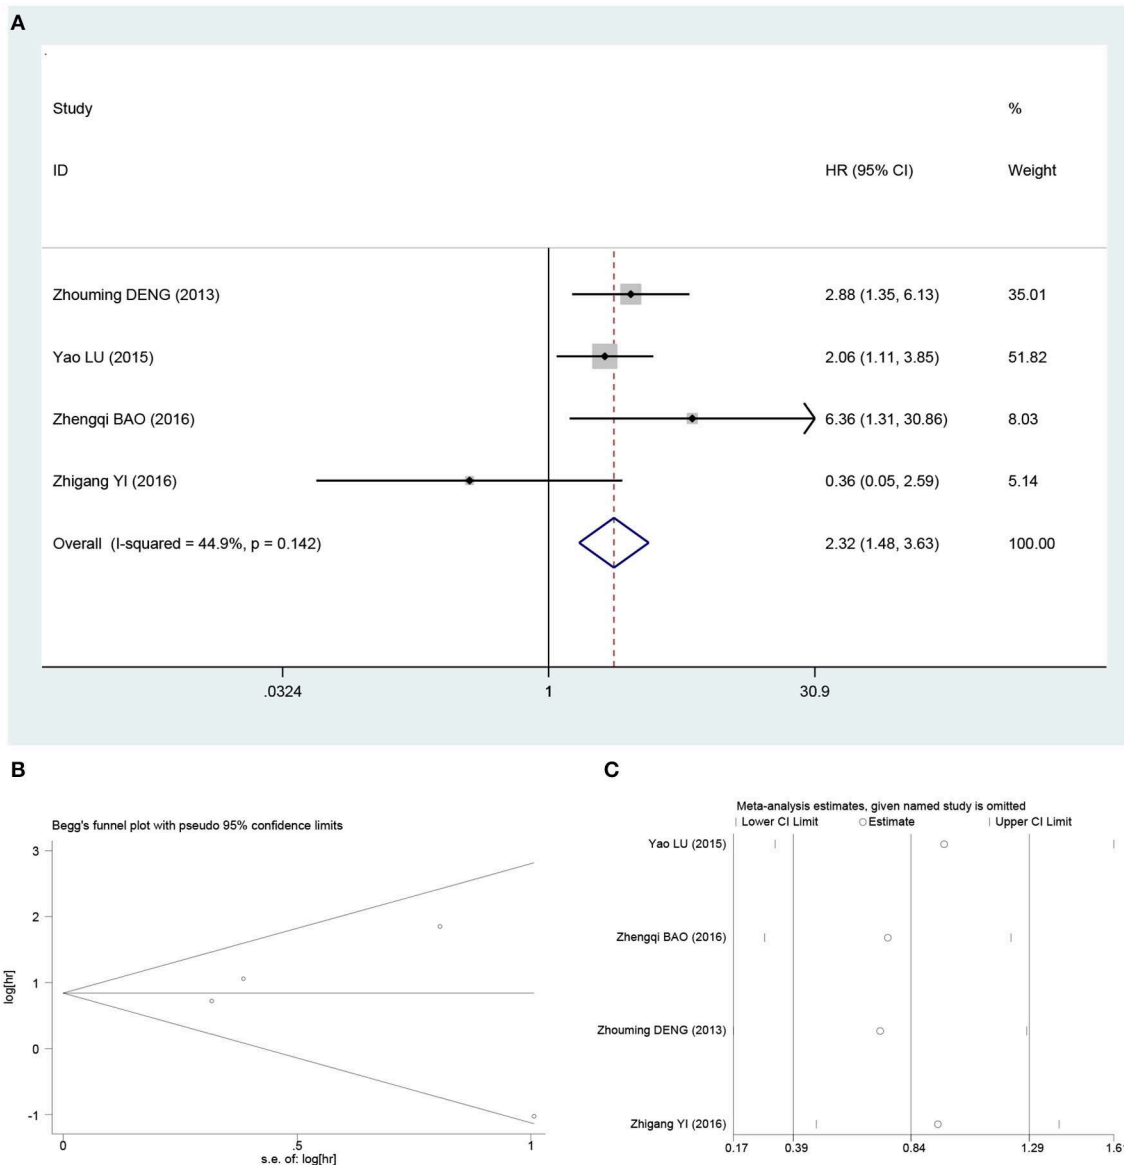 A
Study %
ID HR (95% CI) Weight
Zhouming DENG (2013) 2.88 (1.35, 6.13) 35.01
Yao LU (2015) 2.06 (1.11, 3.85) 51.82
Zhengqi BAO (2016) 6.36 (1.31, 30.86) 8.03
Zhigang YI (2016) 0.36 (0.05, 2.59) 5.14
Overall (I-squared = 44.9%, p = 0.142) 2.32 (1.48, 3.63) 100.00
.0324 1 30.9
B
Begg's funnel plot with pseudo 95% confidence limits
log[hr]
3
2
1
0
-1
0 .5 1
s.e. of: log[hr]
C
Meta-analysis estimates, given named study is omitted
Lower CI Limit Estimate Upper CI Limit
Yao LU (2015)
Zhengqi BAO (2016)
Zhouming DENG (2013)
Zhigang YI (2016)
0.17 0.39 0.84 1.29 1.61